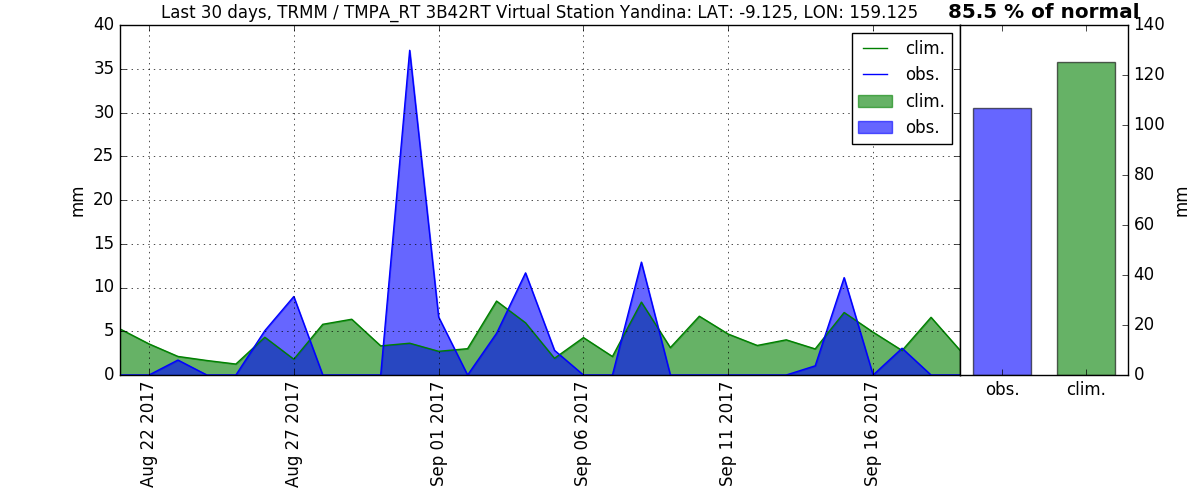 Last 30 days, TRMM / TMPA_RT 3B42RT Virtual Station Yandina: LAT: -9.125, LON: 159.125
85.5 % of normal
40
35
30
25
20
15
10
5
0
mm
clim.
obs.
clim.
obs.
Aug 22 2017
Aug 27 2017
Sep 01 2017
Sep 06 2017
Sep 11 2017
Sep 16 2017
140
120
100
80
60
40
20
0
mm
obs.
clim.